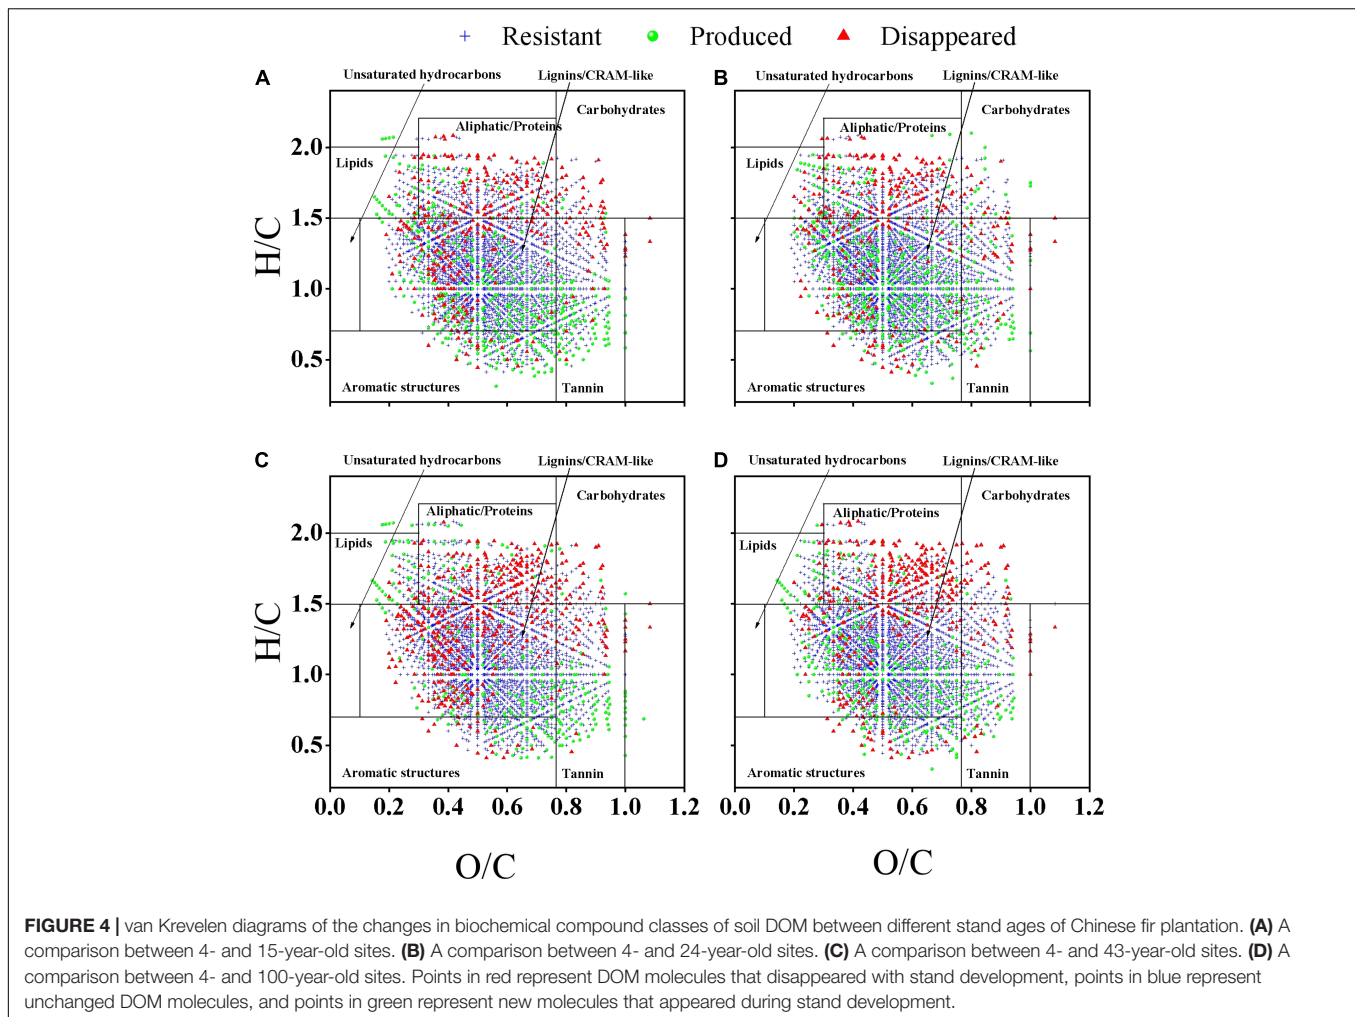 Resistant Produced Disappeared
A
Unsaturated hydrocarbons
Lignins/CRAM-like
Carbohydrates
Aliphatic/Proteins
Lipids
Aromatic structures
Tannin
2.0
1.5
1.0
0.5
H/C
B
Unsaturated hydrocarbons
Lignins/CRAM-like
Carbohydrates
Aliphatic/Proteins
Lipids
Aromatic structures
Tannin
C
Unsaturated hydrocarbons
Lignins/CRAM-like
Carbohydrates
Aliphatic/Proteins
Lipids
Aromatic structures
Tannin
2.0
1.5
1.0
0.5
H/C
0.0 0.2 0.4 0.6 0.8 1.0 1.2
O/C
D
Unsaturated hydrocarbons
Lignins/CRAM-like
Carbohydrates
Aliphatic/Proteins
Lipids
Aromatic structures
Tannin
0.0 0.2 0.4 0.6 0.8 1.0 1.2
O/C
FIGURE 4 | van Krevelen diagrams of the changes in biochemical compound classes of soil DOM between different stand ages of Chinese fir plantation. (A) A
comparison between 4- and 15-year-old sites. (B) A comparison between 4- and 24-year-old sites. (C) A comparison between 4- and 43-year-old sites. (D) A
comparison between 4- and 100-year-old sites. Points in red represent DOM molecules that disappeared with stand development, points in blue represent
unchanged DOM molecules, and points in green represent new molecules that appeared during stand development.